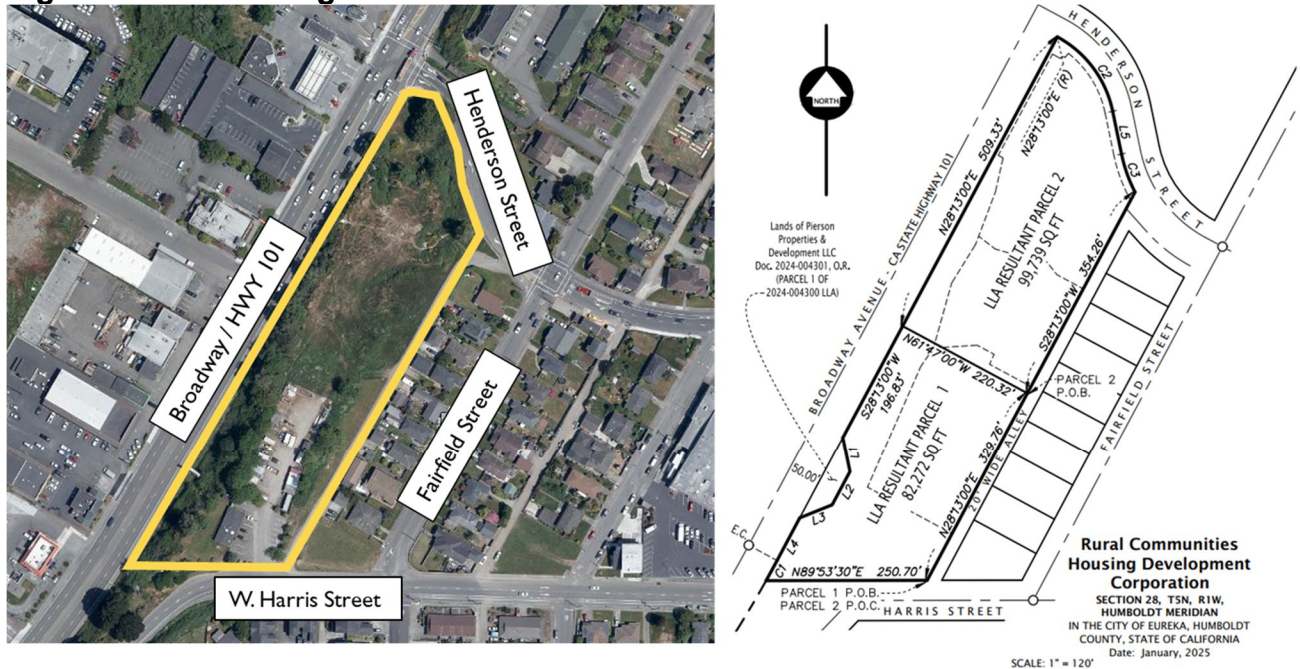 Broadway / HWY 101
Henderson Street
Fairfield Street
W. Harris Street
HENDERSON STREET
C2
N28°13'00"E (R)
L5
C3
509.33'
N28°13'00"E
NORTH
BROADWAY AVENUE - CA STATE HIGHWAY 101
LLA RESULTANT PARCEL 2
99,739 SQ FT
S28°13'00"W 354.26'
Lands of Pierson
Properties &
Development LLC
Doc. 2024-004301, O.R.
(PARCEL 1 OF
2024-004300 LLA)
N61°47'00"W 220.32'
S28°13'00"W
196.83'
PARCEL 2
P.O.B.
LLA RESULTANT PARCEL 1
82,272 SQ FT
N28°13'00"E 329.76'
20' WIDE ALLEY
FAIRFIELD STREET
L1
50.00'
L2
L3
E.C.
L4
C1
N89°53'30"E 250.70'
PARCEL 1 P.O.B.
PARCEL 2 P.O.C.
HARRIS STREET
Rural Communities
Housing Development
Corporation
SECTION 28, T5N, R1W,
HUMBOLDT MERIDIAN
IN THE CITY OF EUREKA, HUMBOLDT
COUNTY, STATE OF CALIFORNIA
Date: January, 2025
SCALE: 1" = 120'